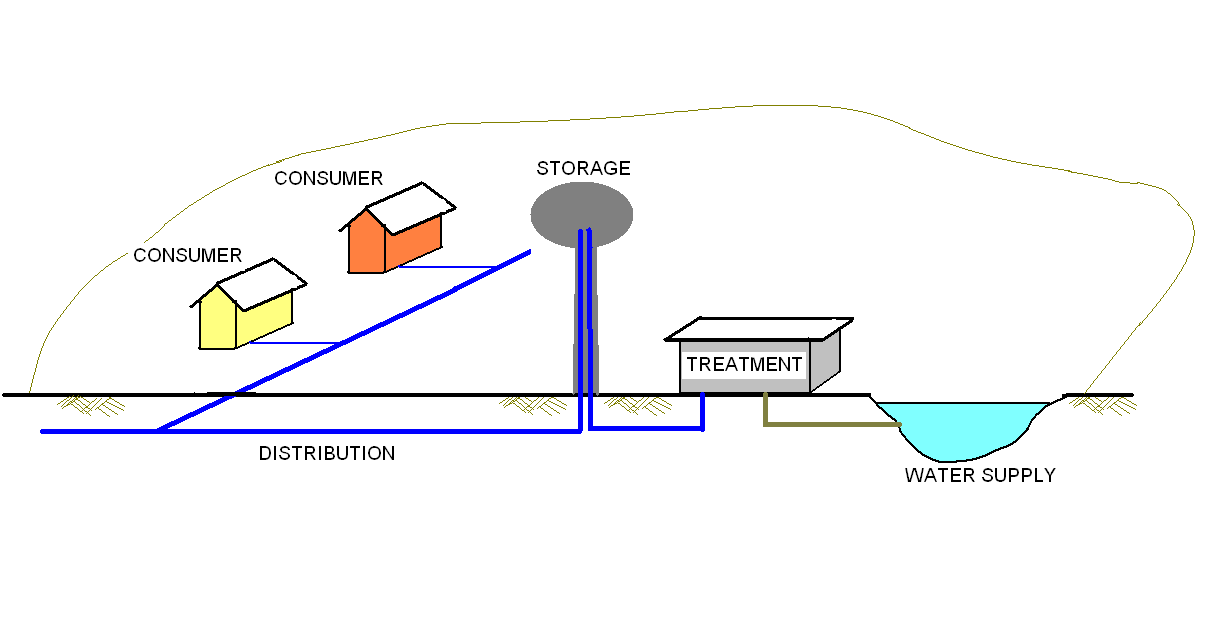 STORAGE
CONSUMER
CONSUMER
TREATMENT
DISTRIBUTION
WATER SUPPLY